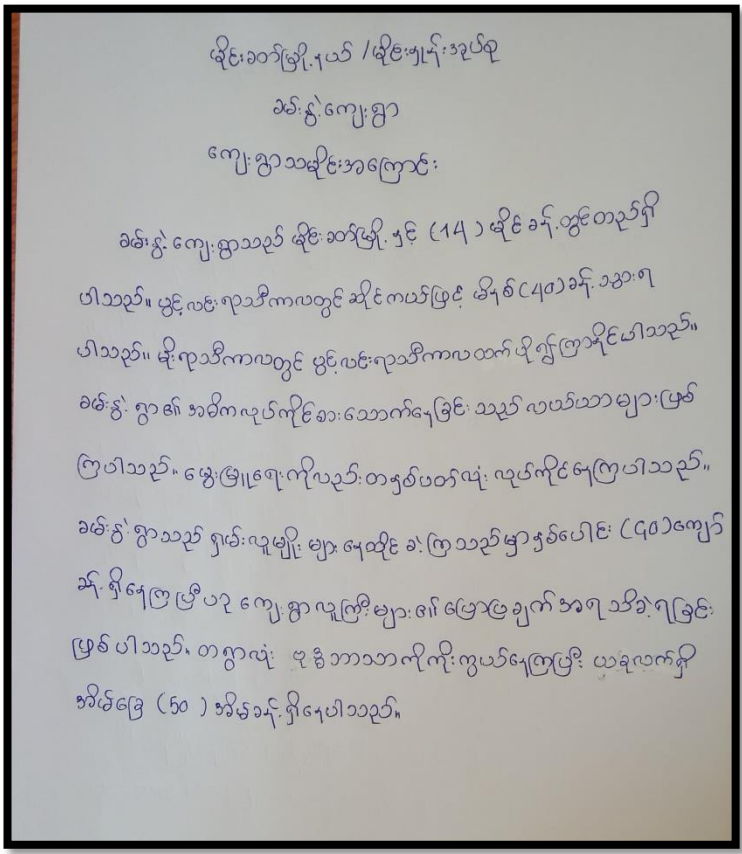 မိုင်းခတ်မြို့နယ် /မိုင်းဟွန်းအုပ်စု
ခမ်းနွဲ့ကျေးရွာ
ကျေးရွာသမိုင်းအကြောင်း
ခမ်းနွဲ့ ကျေးရွာသည် မိုင်းခတ်မြို့နှင့် (14) မိုင်ခန့်တွင်တည်ရှိ
ပါသည်။ ပွင့်လင်းရာသီကာလတွင်ဆိုင်ကယ်ဖြင့် မိနစ်(40)ခန့် သွားရ
ပါသည်။ မိုးရာသီကာလတွင် ပွင့်လင်းရာသီကာလထက်ပို၍ကြာနိုင်ပါသည်။
ခမ်းနွဲ့ ရွာ၏ အဓိကလုပ်ကိုင်စားသောက်နေခြင်း သည် လယ်ယာများဖြစ်
ကြပါသည်။ မွေးမြူရေးကိုလည်းတနှစ်ပတ်လုံး လုပ်ကိုင်နေကြပါသည်။
ခမ်းနွဲ့ ရွာသည် ရှမ်းလူမျိုး များ နေထိုင် ခဲ့ကြသည်မှာနှစ်ပေါင်း (90)ကျော်
ခန့် ရှိနေကြပြီဟု ကျေးရွာလူကြီးများ၏ ပြောပြချက် အရ သိခဲ့ရခြင်း
ဖြစ်ပါသည်။ တရွာလုံး ဗုဒ္ဓဘာသာကိုကိုးကွယ်နေကြပြီး ယခုလက်ရှိ
အိမ်ခြေ (50) အိမ်ခန့် ရှိနေပါသည်။